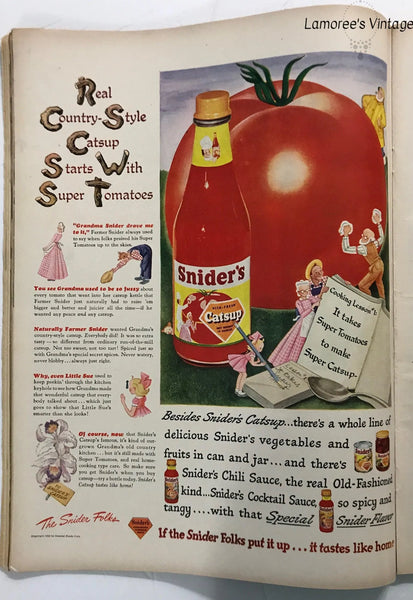 Lamoree's Vintage
Real
Country-Style
Catsup
Starts With
Super Tomatoes
"Grandma Snider drove me
to it," Farmer Snider always used
to say when folks praised his Super
Tomatoes up to the skies.
You see Grandma used to be so fussy about
every tomato that went into her catsup kettle that
Farmer Snider just naturally had to raise 'em
bigger and better and juicier all the time—if he
wanted any peace and any catsup.
Naturally Farmer Snider wanted Grandma's
country-style catsup. Everybody did! It was so extra
tasty—so different from ordinary run-of-the-mill
catsup. Not too sweet, not too tart! Spiced just so
with Grandma's special secret spices. Never watery,
never blobby...always just right.
Why, even Little Sue used to
keep peekin' through the kitchen
keyhole to see how Grandma made
that wonderful catsup that every-
body talked about...which just
goes to show that Little Sue's
smarter than she looks!
Of course, now that Snider's
Catsup's famous, it's kind of out-
grown Grandma's old country
kitchen...but it's still made with
Super Tomatoes, and real home-
cooking type care. So make sure
you get Snider's when you buy
catsup—try a bottle today. Snider's
Catsup tastes like home!
The Snider Folks
Snider's
Snider's
Catsup
Cooking Lesson 1:
It takes
Super Tomatoes
to make
Super Catsup-
Besides Snider's Catsup...there's a whole line of
delicious Snider's vegetables and
fruits in can and jar...and there's
Snider's Chili Sauce, the real Old-Fashioned
kind...Snider's Cocktail Sauce, so spicy and
tangy....with that Special Snider Flavor
If the Snider Folks put it up...it tastes like home